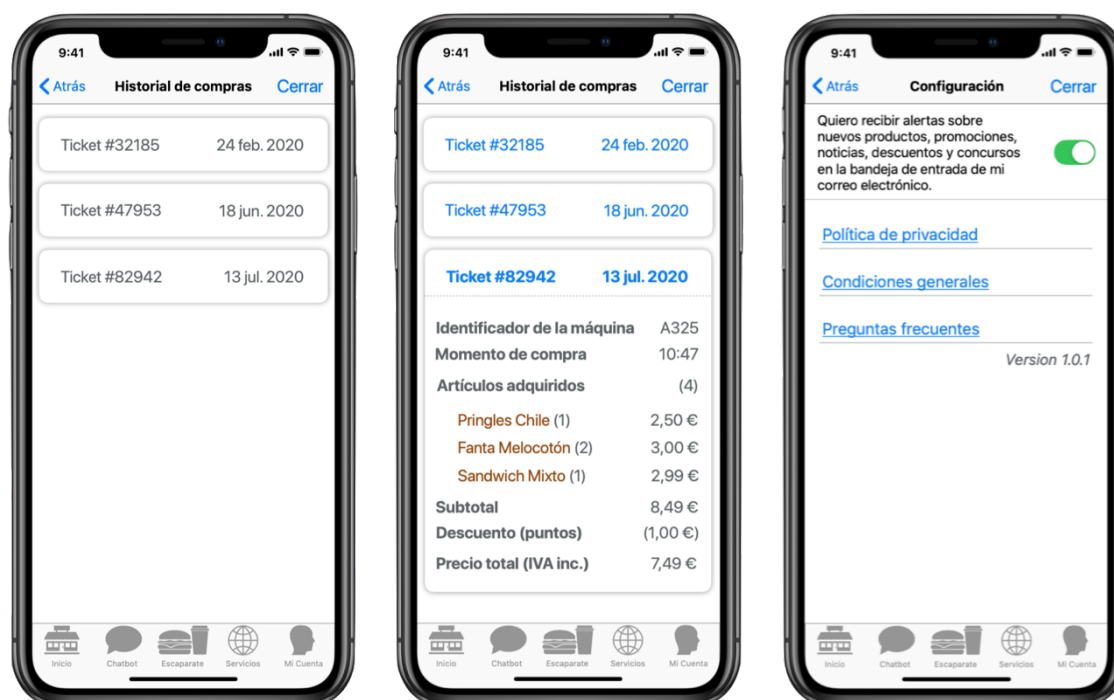 9:41
Atrás Historial de compras Cerrar
Ticket #32185 24 feb. 2020
Ticket #47953 18 jun. 2020
Ticket #82942 13 jul. 2020
Inicio Chatbot Escaparate Servicios Mi Cuenta
9:41
Atrás Historial de compras Cerrar
Ticket #32185 24 feb. 2020
Ticket #47953 18 jun. 2020
Ticket #82942 13 jul. 2020
Identificador de la máquina A325
Momento de compra 10:47
Artículos adquiridos (4)
Pringles Chile (1) 2,50 €
Fanta Melocotón (2) 3,00 €
Sandwich Mixto (1) 2,99 €
Subtotal 8,49 €
Descuento (puntos) (1,00 €)
Precio total (IVA inc.) 7,49 €
Inicio Chatbot Escaparate Servicios Mi Cuenta
9:41
Atrás Configuración Cerrar
Quiero recibir alertas sobre
nuevos productos, promociones,
noticias, descuentos y concursos
en la bandeja de entrada de mi
correo electrónico.
Política de privacidad
Condiciones generales
Preguntas frecuentes
Version 1.0.1
Inicio Chatbot Escaparate Servicios Mi Cuenta